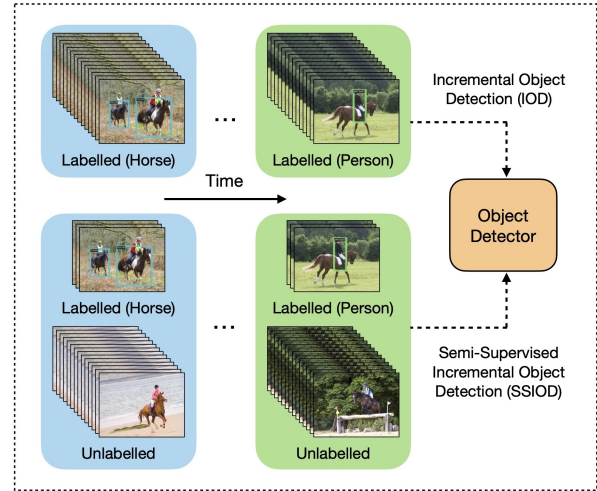 Incremental Object
Detection (IOD)
...
Labelled (Horse)
Labelled (Person)
Time
Object
Detector
...
Labelled (Horse)
Labelled (Person)
Semi-Supervised
Incremental Object
Detection (SSIOD)
Unlabelled
Unlabelled